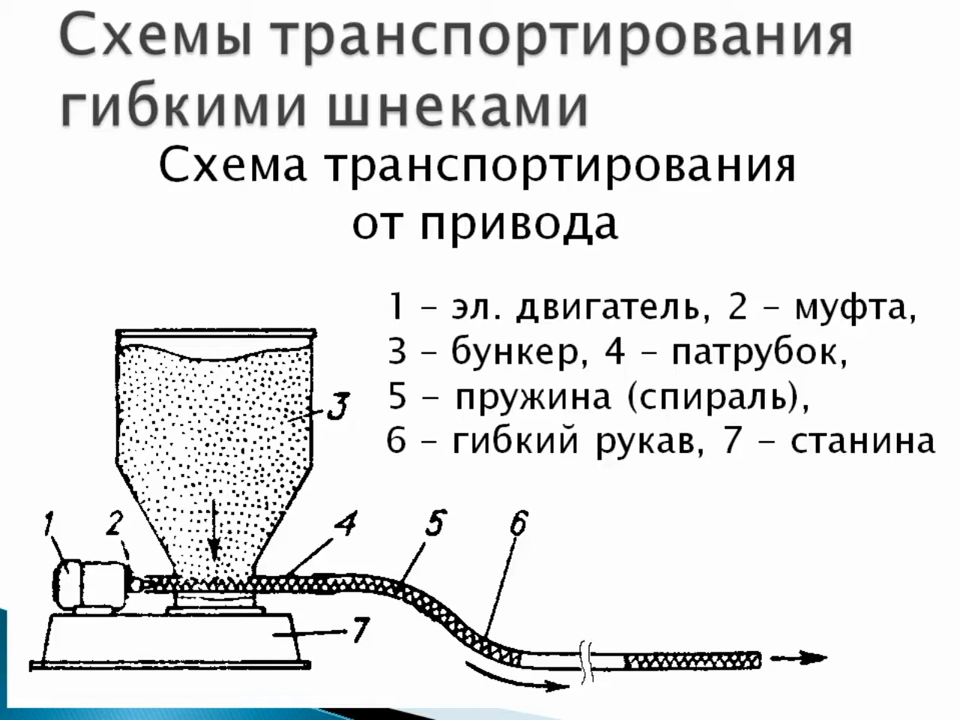 Схемы транспортирования
гибкими шнеками
Схема транспортирования
от привода
1 – эл. двигатель, 2 – муфта,
3 – бункер, 4 – патрубок,
5 – пружина (спираль),
6 – гибкий рукав, 7 – станина
3
1 2 4 5 6
7